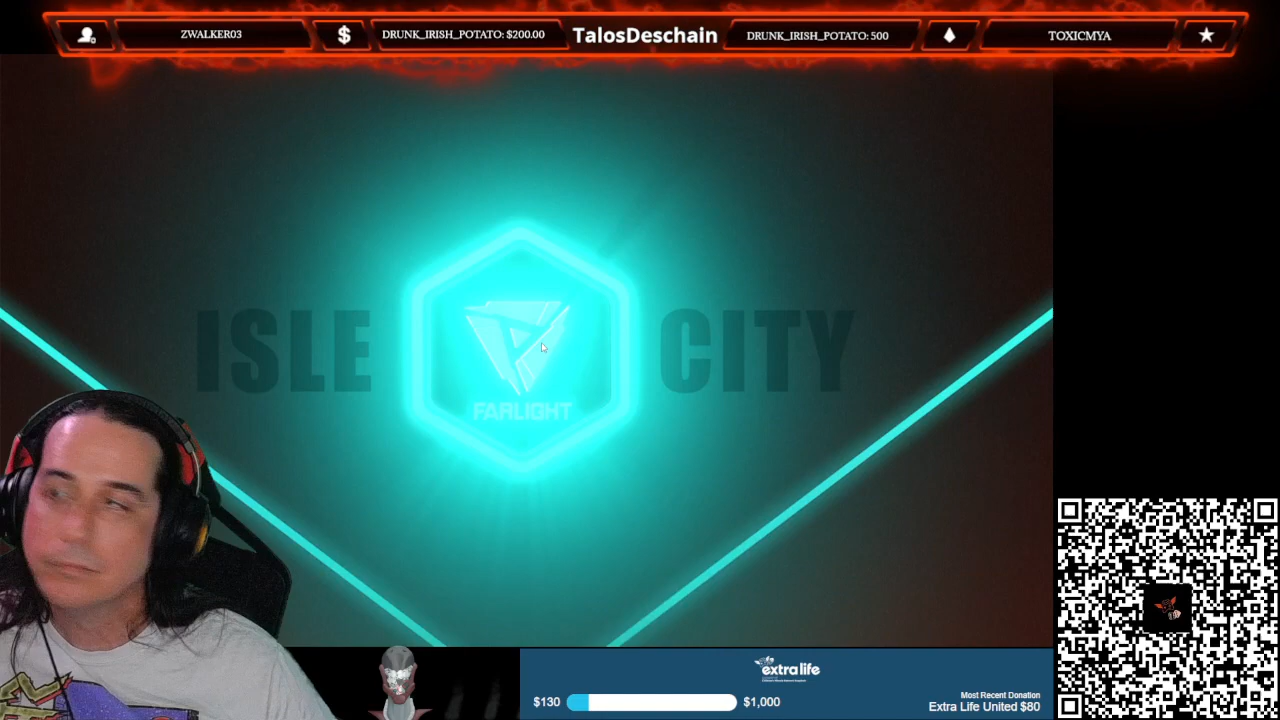 ZWALKER03
$
DRUNK_IRISH_POTATO: $200.00
TalosDeschain
DRUNK_IRISH_POTATO: 500
TOXICMYA
ISLE CITY
FARLIGHT
extra life
$130 $1,000
Most Recent Donation
Extra Life United $80